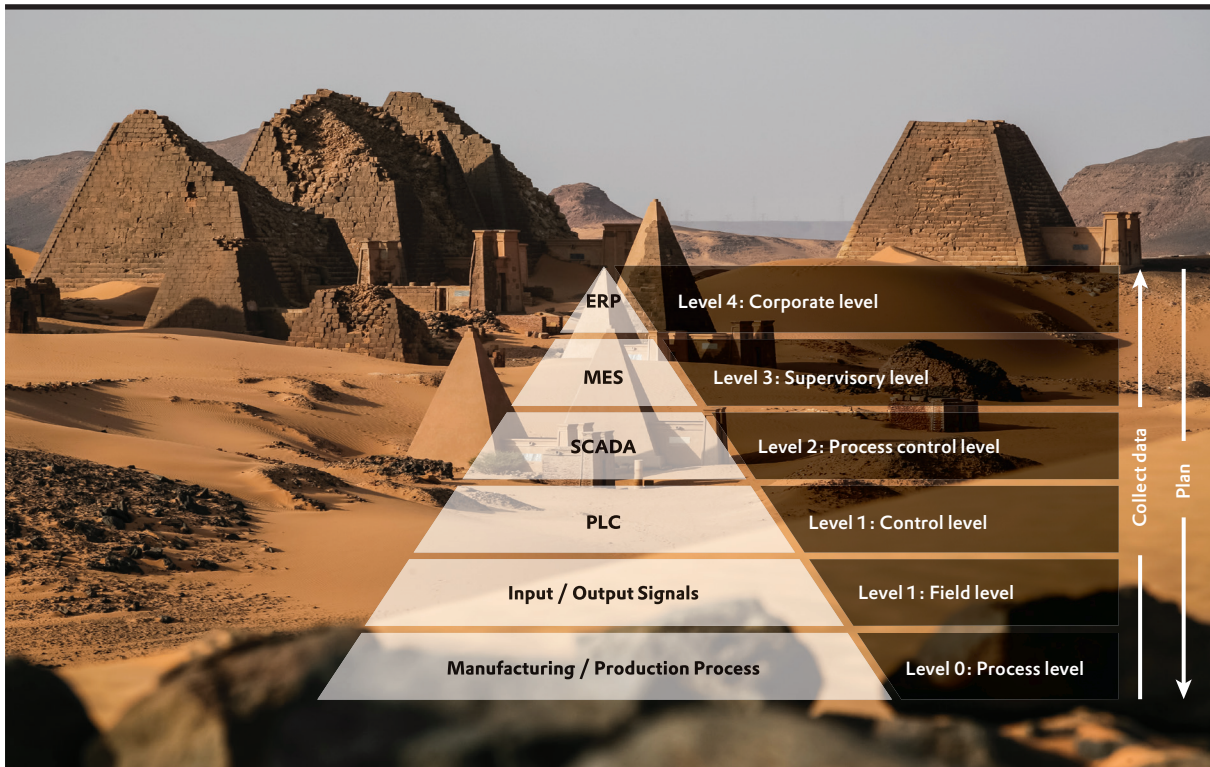 ERP
Level 4: Corporate level
MES
Level 3: Supervisory level
SCADA
Level 2: Process control level
PLC
Level 1: Control level
Input / Output Signals
Level 1: Field level
Manufacturing / Production Process
Level 0: Process level
Collect data
Plan